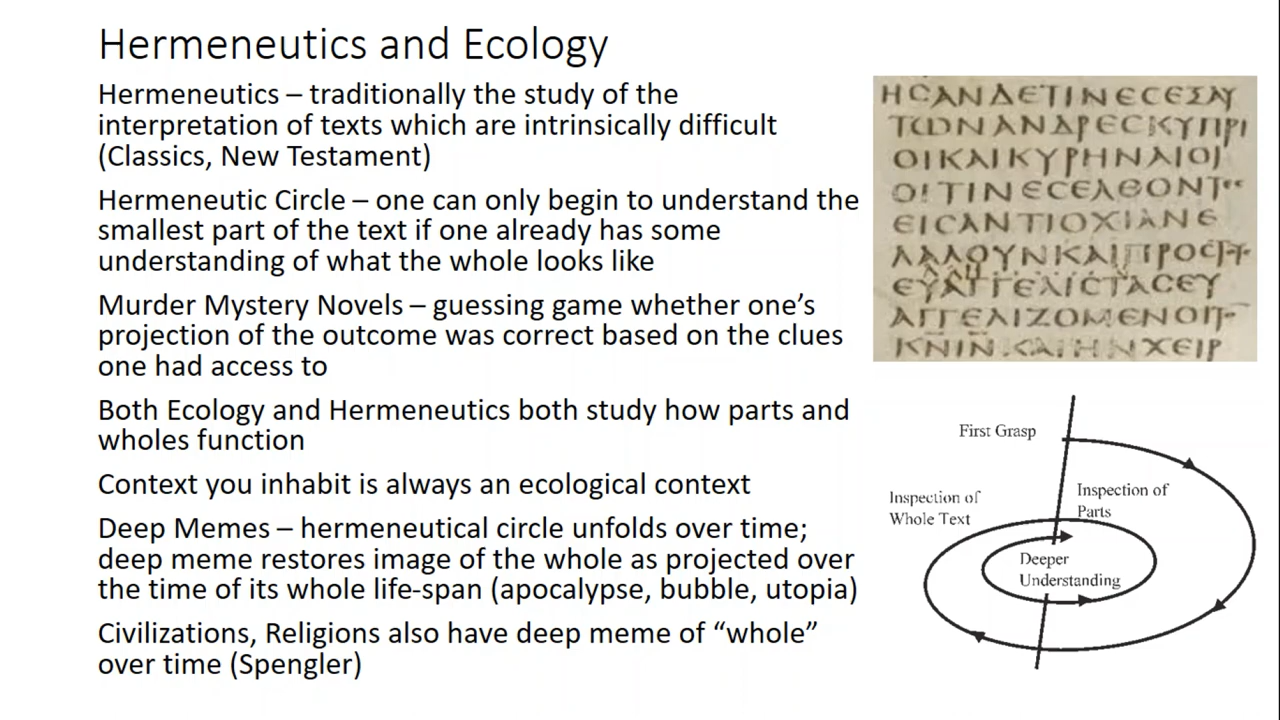 Hermeneutics and Ecology
Hermeneutics – traditionally the study of the
interpretation of texts which are intrinsically difficult
(Classics, New Testament)
Hermeneutic Circle – one can only begin to understand the
smallest part of the text if one already has some
understanding of what the whole looks like
Murder Mystery Novels – guessing game whether one’s
projection of the outcome was correct based on the clues
one had access to
Both Ecology and Hermeneutics both study how parts and
wholes function
Context you inhabit is always an ecological context
Deep Memes – hermeneutical circle unfolds over time;
deep meme restores image of the whole as projected over
the time of its whole life-span (apocalypse, bubble, utopia)
Civilizations, Religions also have deep meme of “whole”
over time (Spengler)
ΗϹΑΝΔΕΤΙΝΕϹΕΞΑΥ
ΤΩΝΑΝΔΡΕϹΚΥΠΡΙ
ΟΙΚΑΙΚΥΡΗΝΑΙΟΙ
ΟΙΤΙΝΕϹΕΛΘΟΝΤ
ΕΙϹΑΝΤΙΟΧΙΑΝΕ
ΛΑΛΟΥΝΚΑΙΠΡΟϹ
ΑΓΓΕΛΙΖΟΜΕΝΟΙΤ
ΚΝΙΝΚΑΙΗΝΧΕΙΡ
First Grasp
Inspection of
Whole Text
Inspection of
Parts
Deeper
Understanding